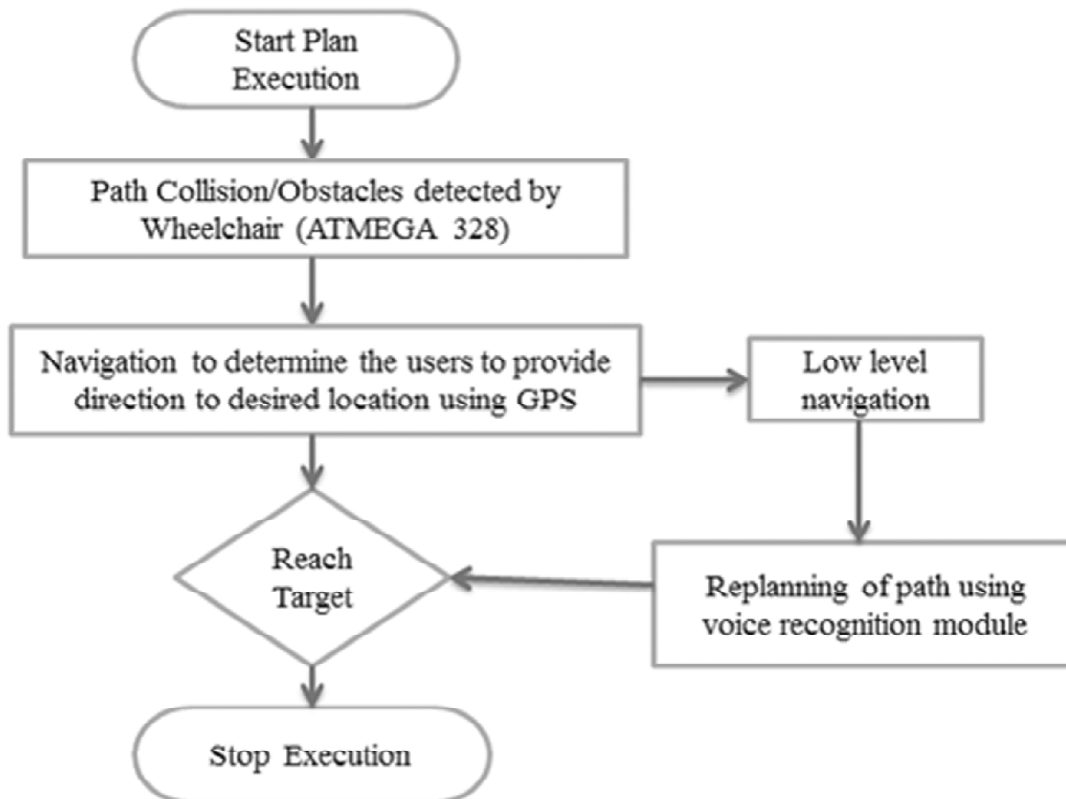 Start Plan
Execution
Path Collision/Obstacles detected by
Wheelchair (ATMEGA 328)
Navigation to determine the users to provide
direction to desired location using GPS
Low level
navigation
Reach
Target
Replanning of path using
voice recognition module
Stop Execution